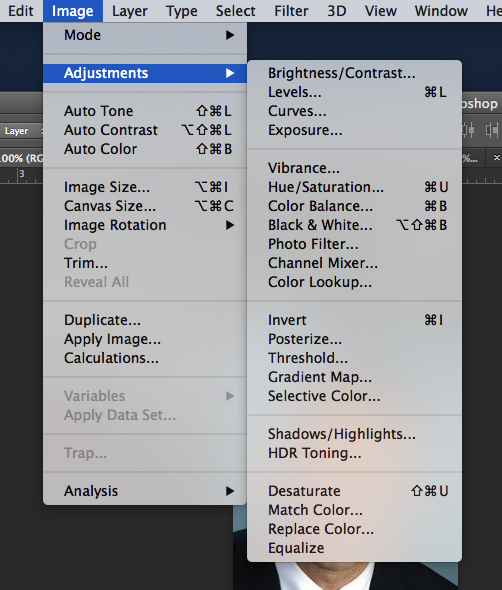 Edit Image Layer Type Select Filter 3D View Window He
Mode
Adjustments
Auto Tone ⇧⌘L
Auto Contrast ⌥⇧⌘L
Auto Color ⇧⌘B
Image Size... ⌥⌘I
Canvas Size... ⌥⌘C
Image Rotation
Crop
Trim...
Reveal All
Duplicate...
Apply Image...
Calculations...
Variables
Apply Data Set...
Trap...
Analysis
Brightness/Contrast...
Levels... ⌘L
Curves...
Exposure...
Vibrance...
Hue/Saturation... ⌘U
Color Balance... ⌘B
Black & White... ⌥⇧⌘B
Photo Filter...
Channel Mixer...
Color Lookup...
Invert ⌘I
Posterize...
Threshold...
Gradient Map...
Selective Color...
Shadows/Highlights...
HDR Toning...
Desaturate ⇧⌘U
Match Color...
Replace Color...
Equalize
oshop
Layer
00% (RG
%...
3